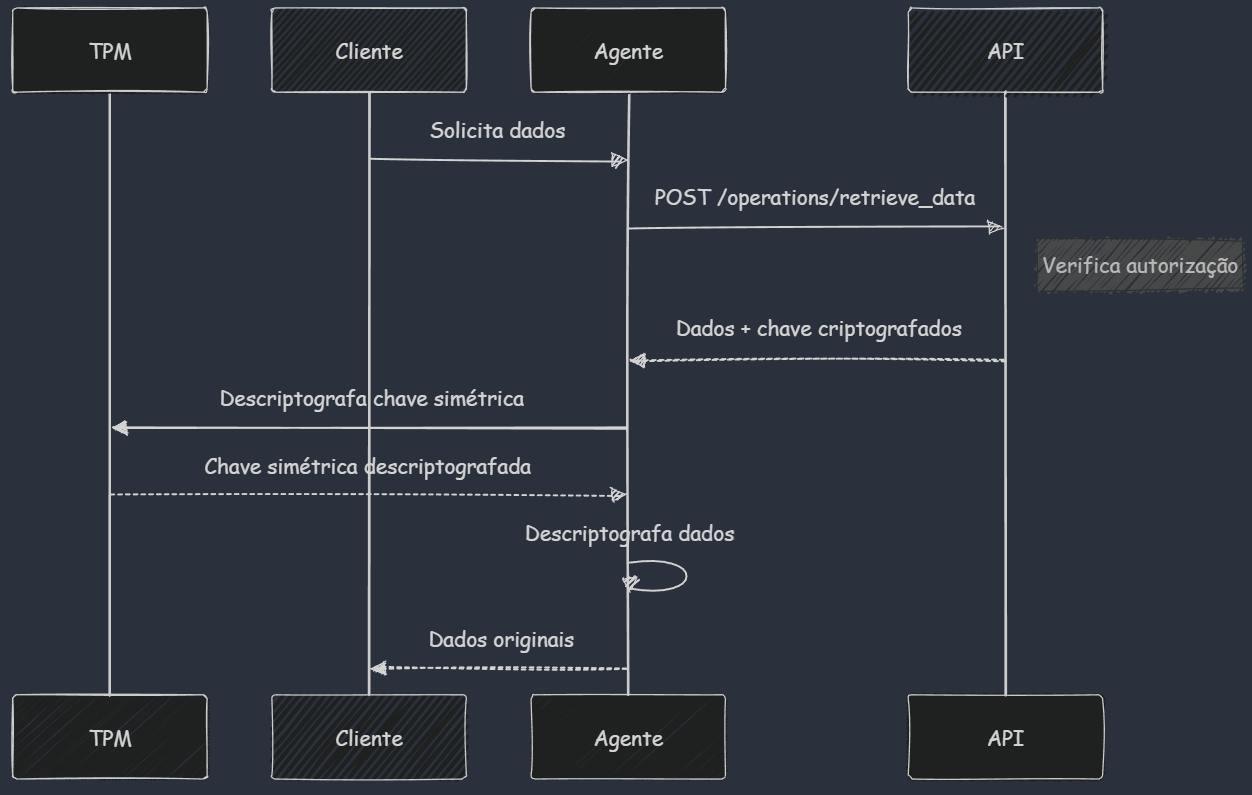 TPM
Cliente
Agente
API
Solicita dados
POST /operations/retrieve_data
Verifica autorização
Dados + chave criptografados
Descriptografa chave simétrica
Chave simétrica descriptografada
Descriptografa dados
Dados originais
TPM
Cliente
Agente
API